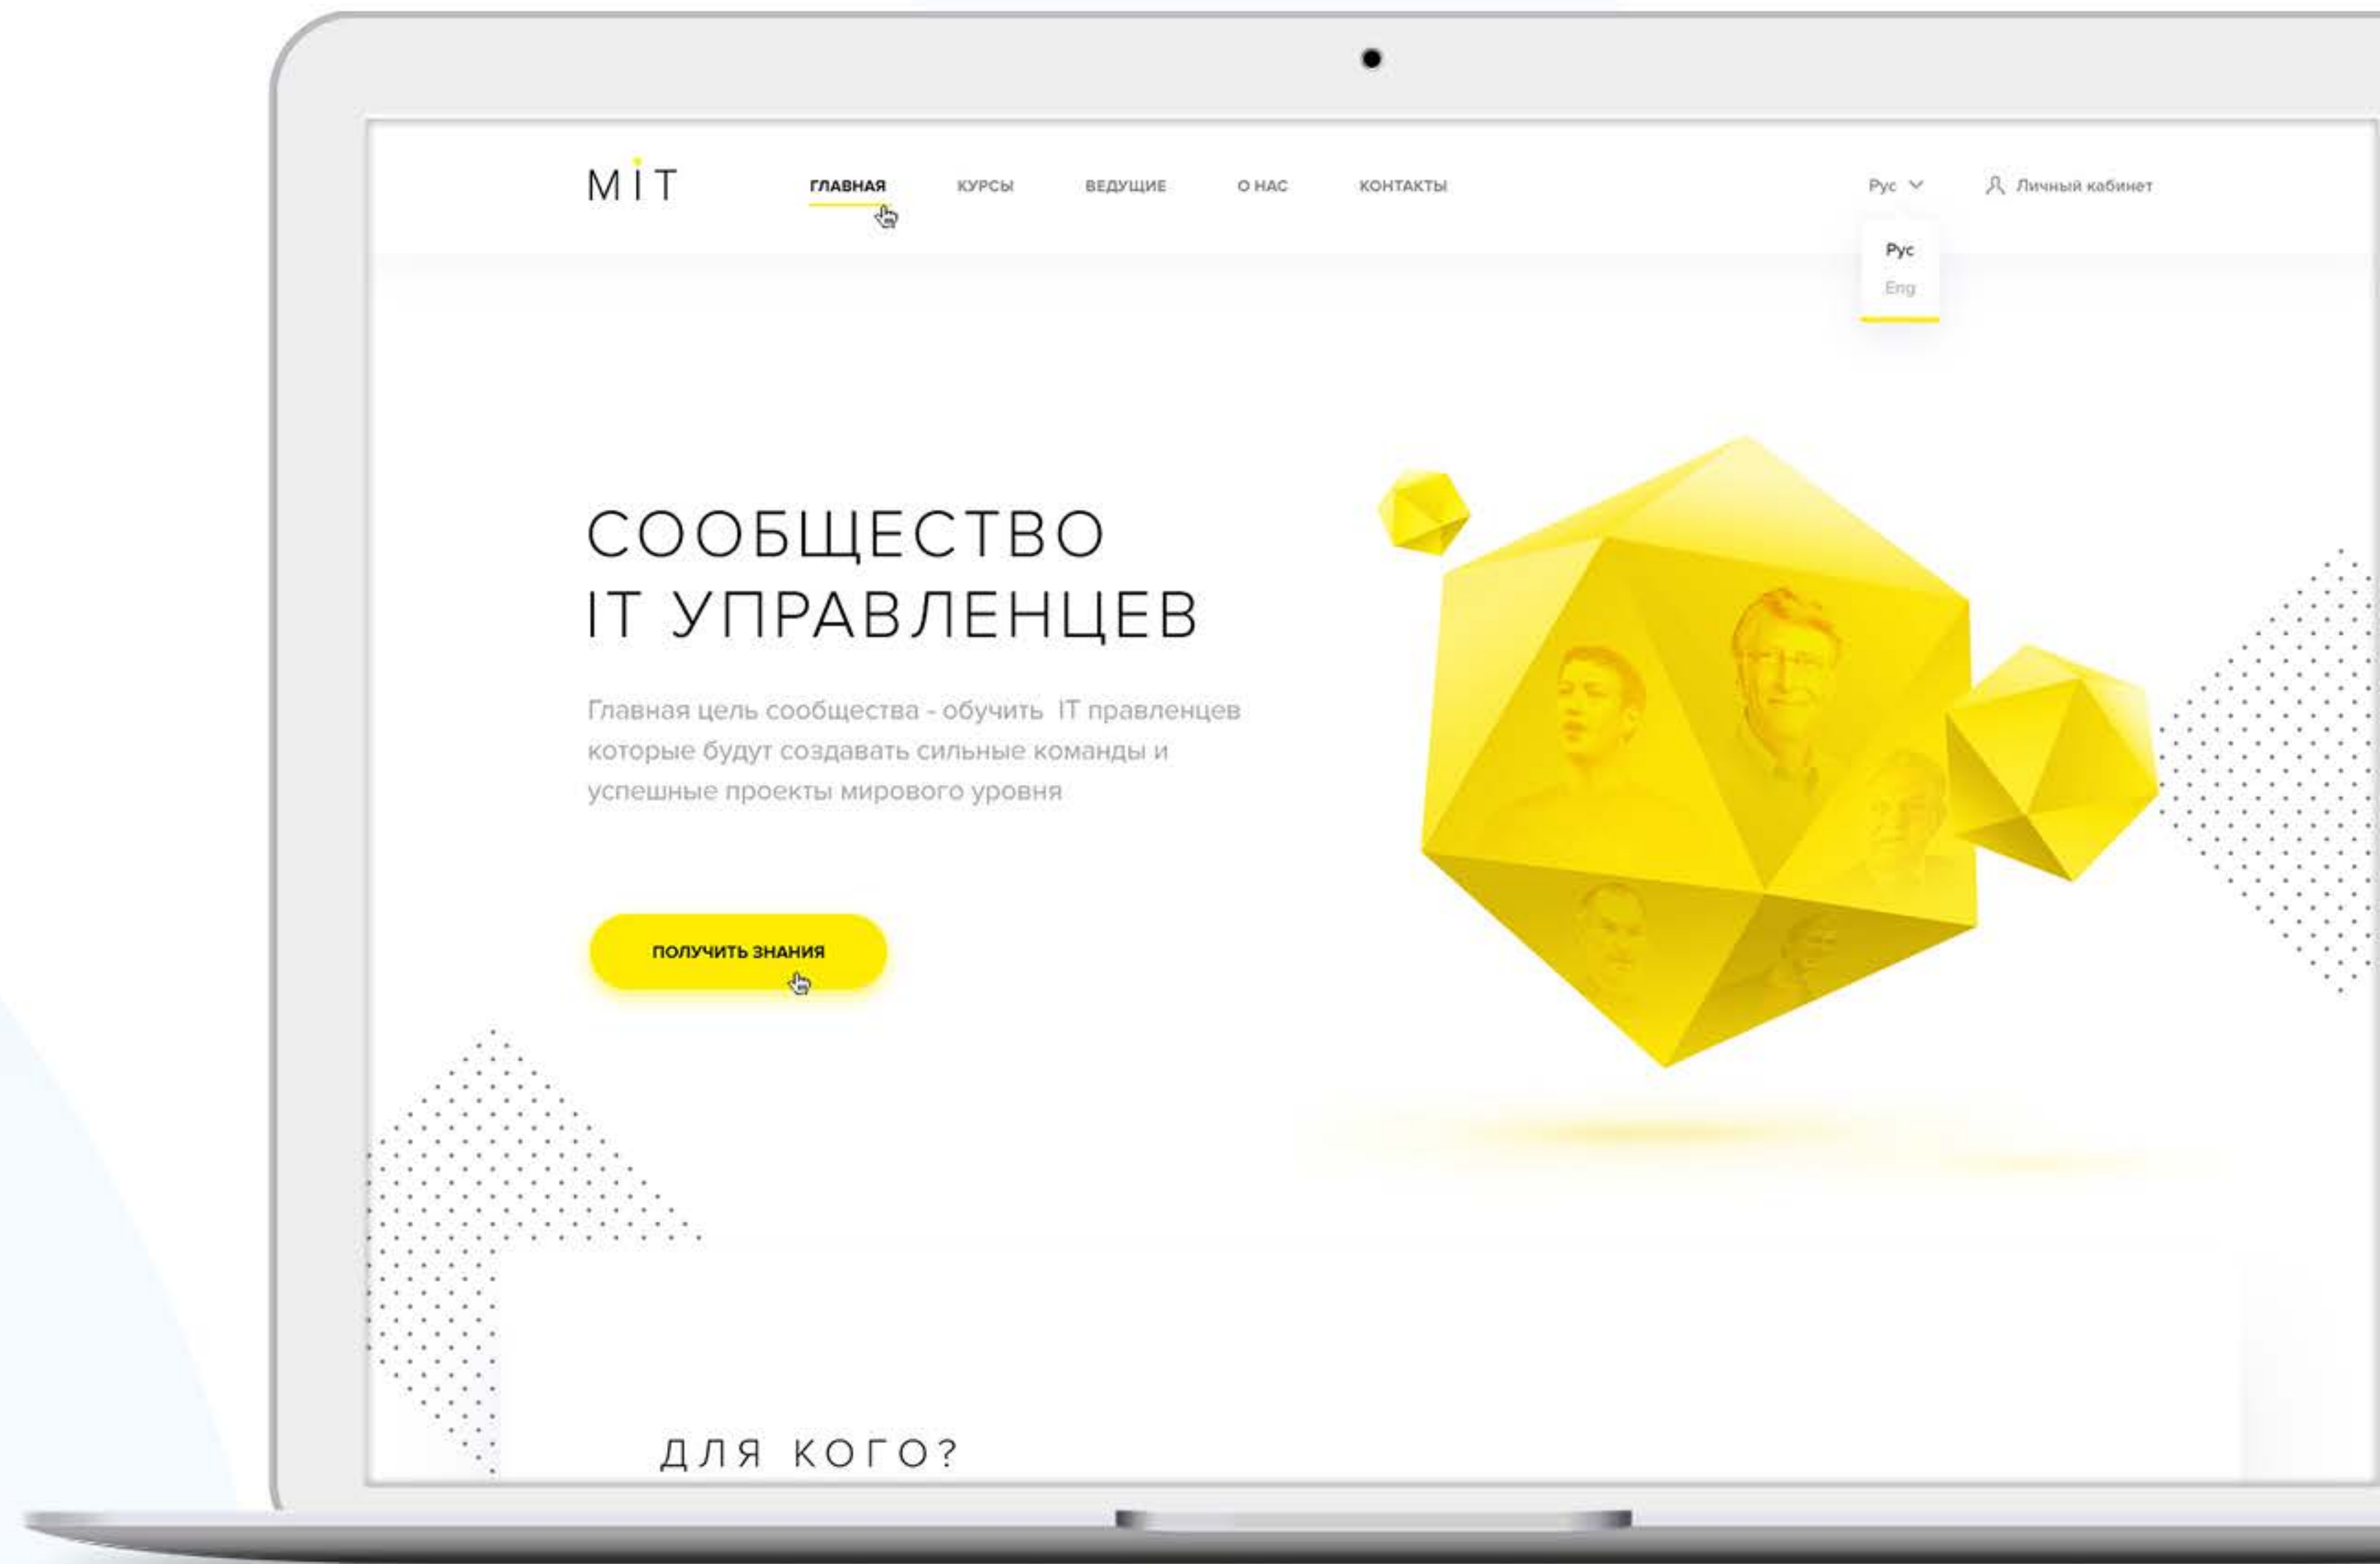 MiT
ГЛАВНАЯ
КУРСЫ
ВЕДУЩИЕ
О НАС
КОНТАКТЫ
Рус
Личный кабинет
Рус
Eng
СООБЩЕСТВО
IT УПРАВЛЕНЦЕВ
Главная цель сообщества - обучить IT правленцев
которые будут создавать сильные команды и
успешные проекты мирового уровня
ПОЛУЧИТЬ ЗНАНИЯ
ДЛЯ КОГО?